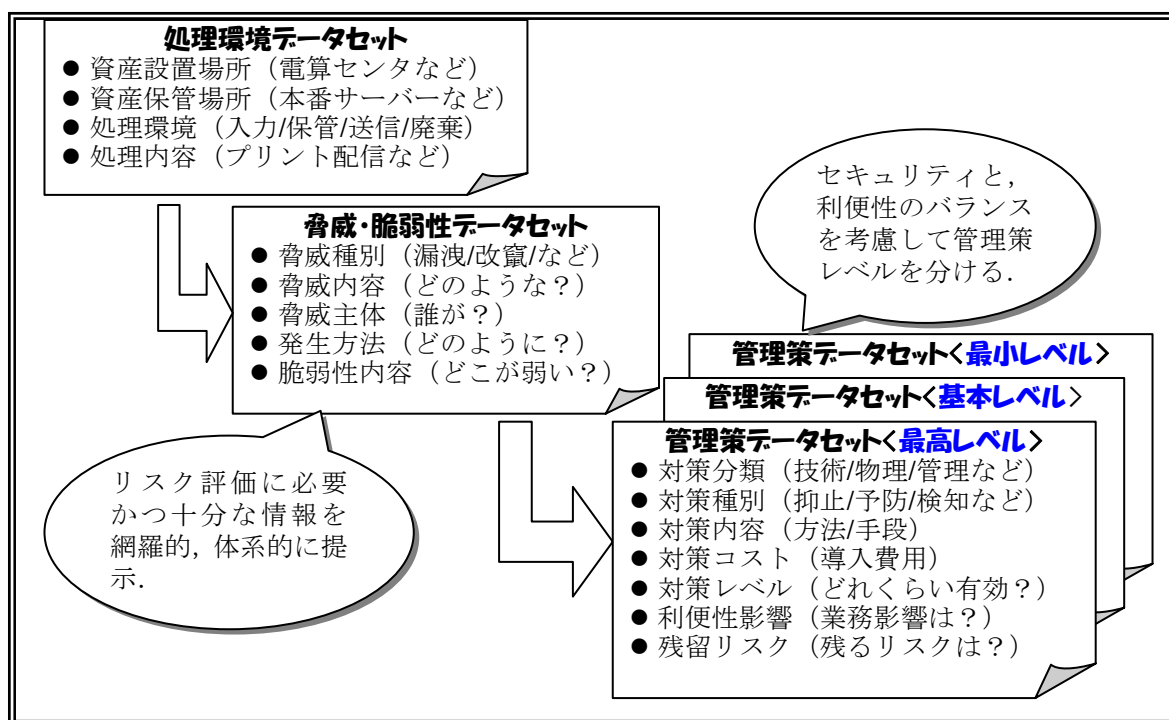 処理環境データセット
● 資産設置場所（電算センタなど）
● 資産保管場所（本番サーバーなど）
● 処理環境（入力/保管/送信/廃棄）
● 処理内容（プリント配信など）
セキュリティと，
利便性のバランス
を考慮して管理策
レベルを分ける．
脅威・脆弱性データセット
● 脅威種別（漏洩/改竄/など）
● 脅威内容（どのような？）
● 脅威主体（誰が？）
● 発生方法（どのように？）
● 脆弱性内容（どこが弱い？）
リスク評価に必要
かつ十分な情報を
網羅的，体系的に提
示．
管理策データセット<最小レベル>
管理策データセット<基本レベル>
管理策データセット<最高レベル>
● 対策分類（技術/物理/管理など）
● 対策種別（抑止/予防/検知など）
● 対策内容（方法/手段）
● 対策コスト（導入費用）
● 対策レベル（どれくらい有効？）
● 利便性影響（業務影響は？）
● 残留リスク（残るリスクは？）